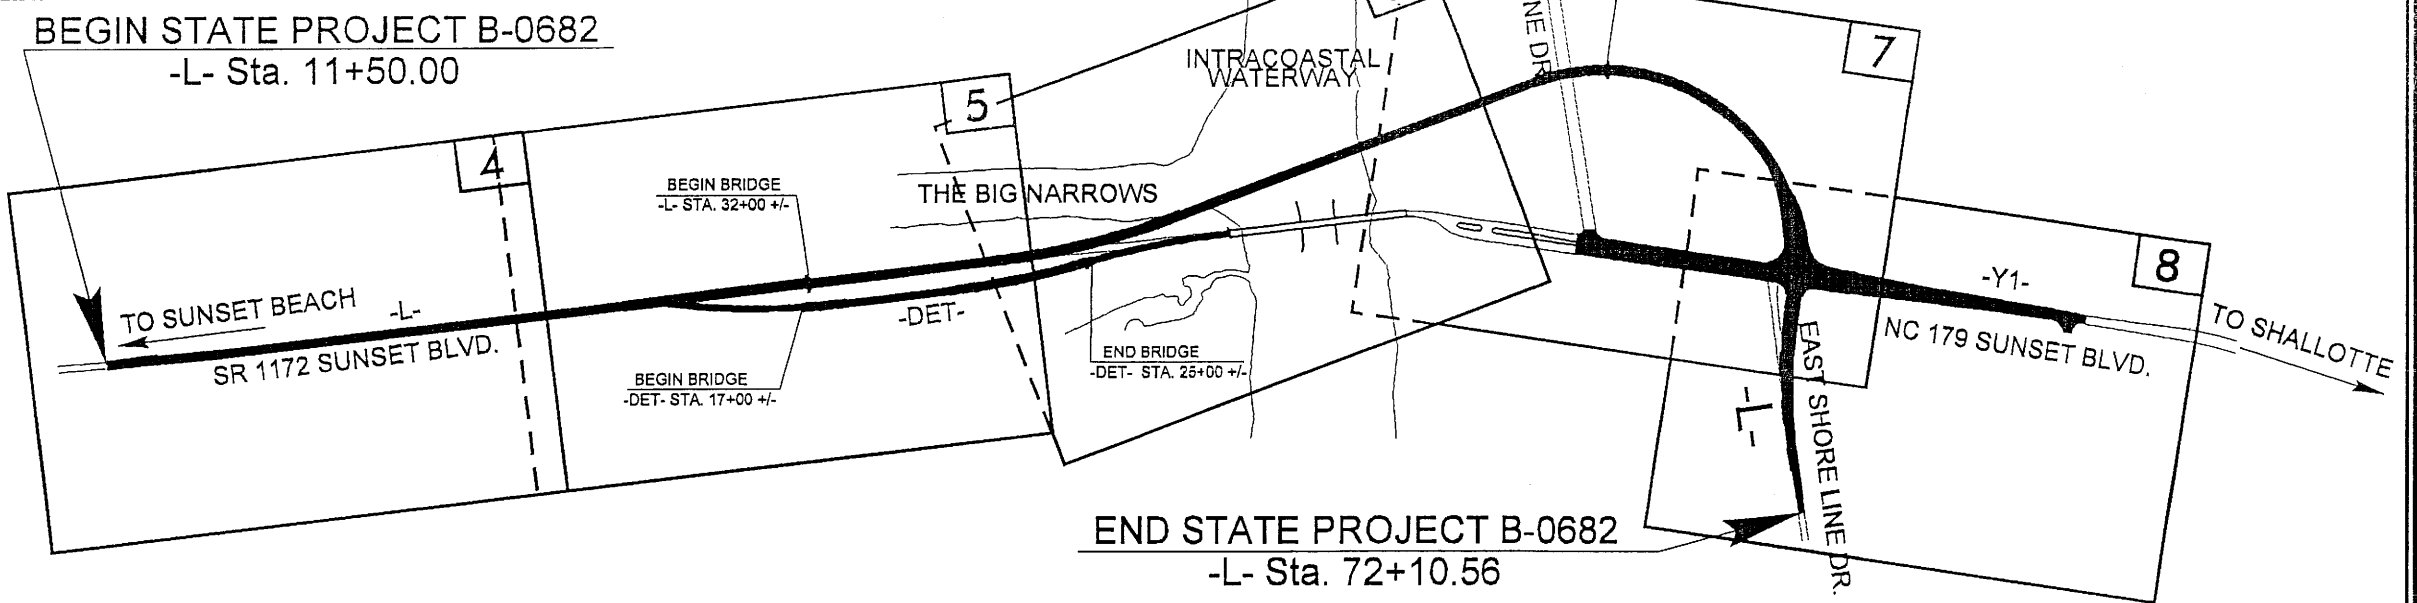 BEGIN STATE PROJECT B-0682
-L- Sta. 11+50.00
4
5
7
8
INTRACOASTAL
WATERWAY
NE DR
THE BIG NARROWS
BEGIN BRIDGE
-L- STA. 32+00 +/-
TO SUNSET BEACH
-L-
SR 1172 SUNSET BLVD.
-DET-
BEGIN BRIDGE
-DET- STA. 17+00 +/-
END BRIDGE
-DET- STA. 25+00 +/-
-Y1-
NC 179 SUNSET BLVD.
TO SHALLOTTE
EAST SHORE LINE DR.
-L-
END STATE PROJECT B-0682
-L- Sta. 72+10.56